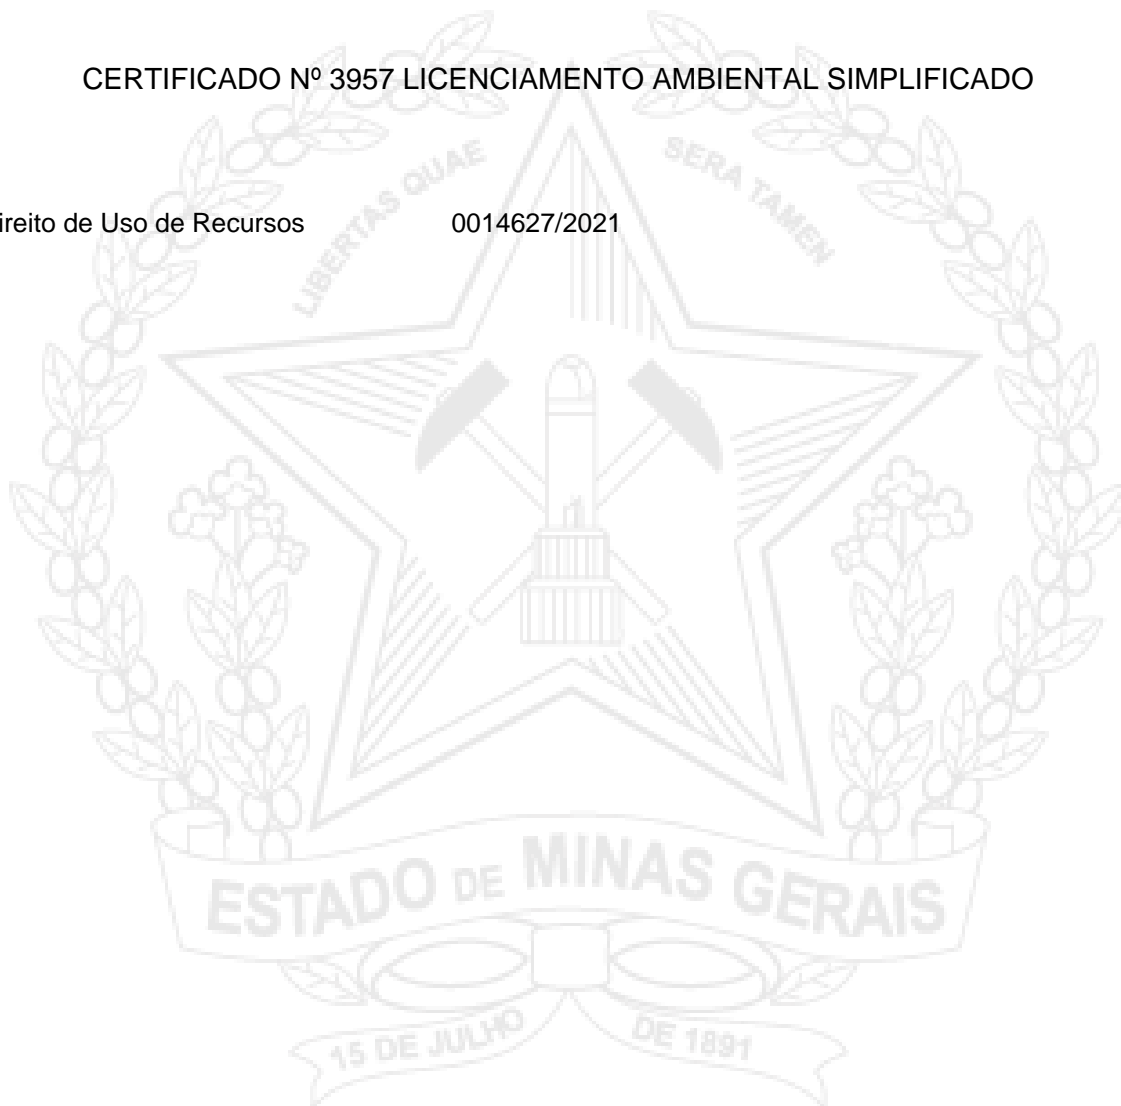 CERTIFICADO Nº 3957 LICENCIAMENTO AMBIENTAL SIMPLIFICADO
LIBERTAS QUAE SERA TAMEN
ireito de Uso de Recursos 0014627/2021
ESTADO DE MINAS GERAIS
15 DE JULHO DE 1891